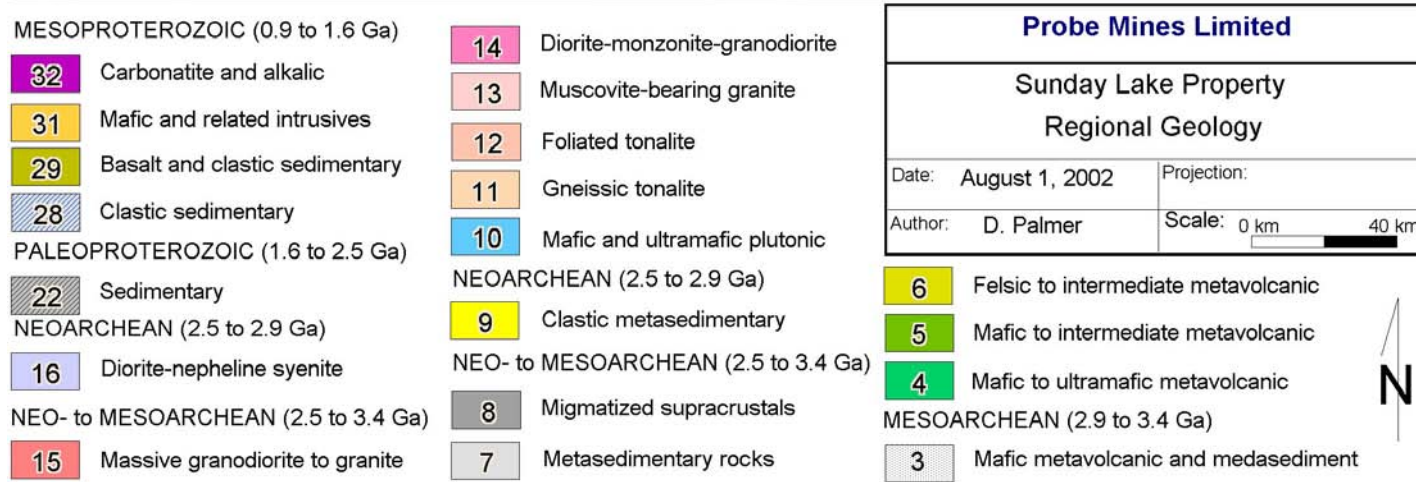 MESOPROTEROZOIC (0.9 to 1.6 Ga)
32 Carbonatite and alkalic
31 Mafic and related intrusives
29 Basalt and clastic sedimentary
28 Clastic sedimentary
PALEOPROTEROZOIC (1.6 to 2.5 Ga)
22 Sedimentary
NEOARCHEAN (2.5 to 2.9 Ga)
16 Diorite-nepheline syenite
NEO- to MESOARCHEAN (2.5 to 3.4 Ga)
15 Massive granodiorite to granite
14 Diorite-monzonite-granodiorite
13 Muscovite-bearing granite
12 Foliated tonalite
11 Gneissic tonalite
10 Mafic and ultramafic plutonic
NEOARCHEAN (2.5 to 2.9 Ga)
9 Clastic metasedimentary
NEO- to MESOARCHEAN (2.5 to 3.4 Ga)
8 Migmatized supracrustals
7 Metasedimentary rocks
Probe Mines Limited
Sunday Lake Property
Regional Geology
Date: August 1, 2002 Projection:
Author: D. Palmer Scale: 0 km 40 km
6 Felsic to intermediate metavolcanic
5 Mafic to intermediate metavolcanic
4 Mafic to ultramafic metavolcanic
MESOARCHEAN (2.9 to 3.4 Ga)
3 Mafic metavolcanic and medasediment
N